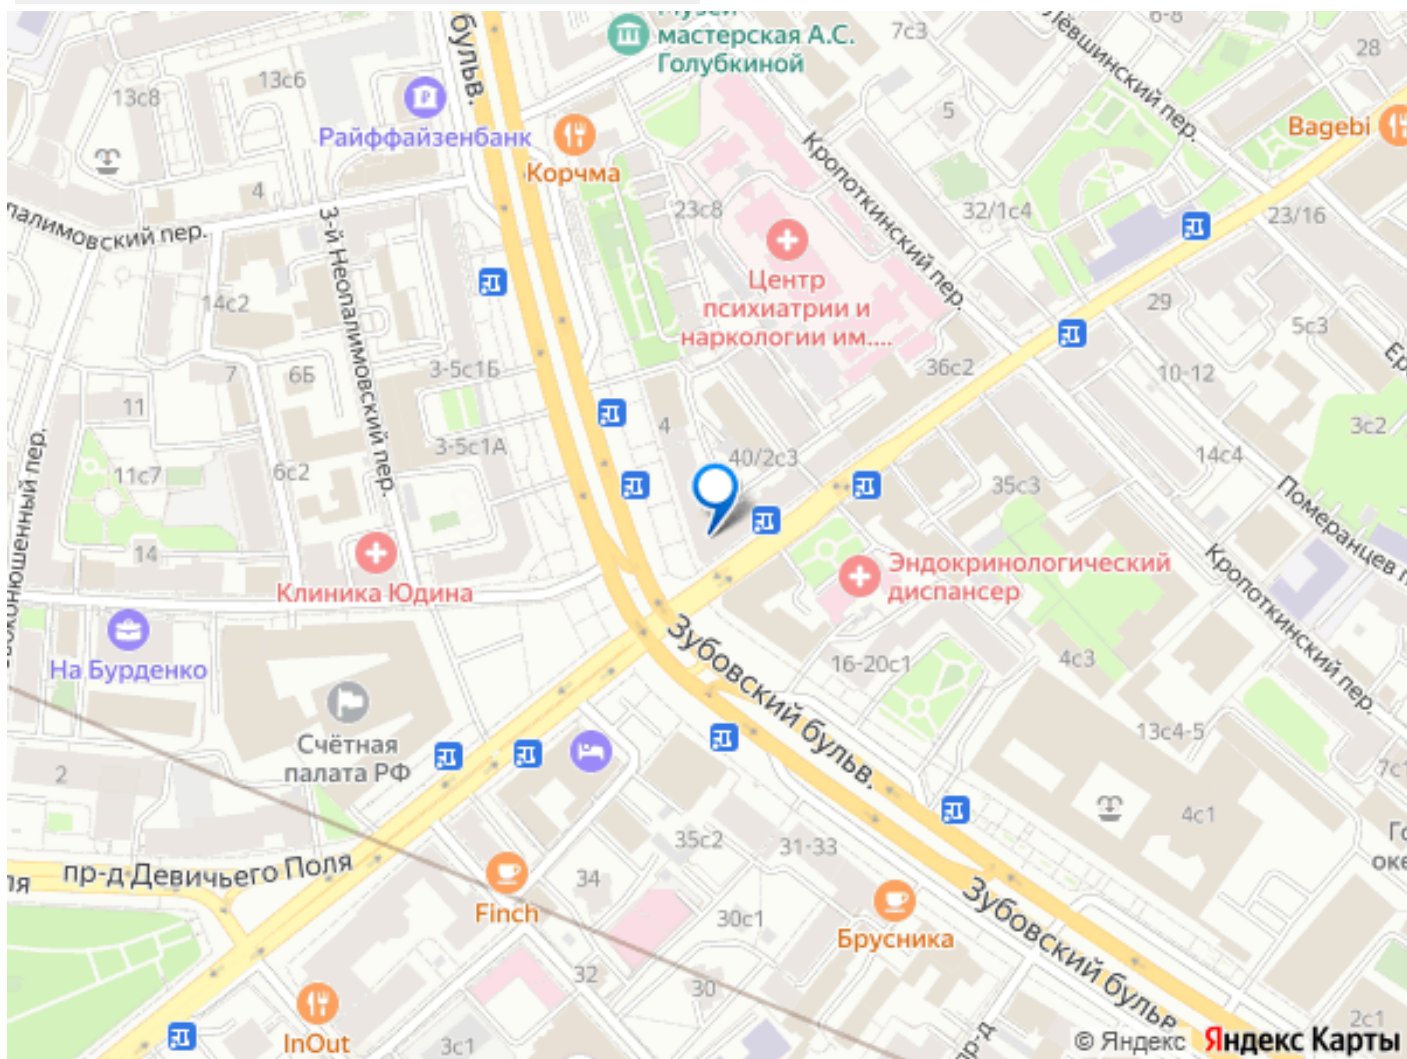 мастерская А.С.
Голубкиной
7с3
6-8
Лёвшинский пер.
28
13с6
13с8
бульв.
Райффайзенбанк
Корчма
5
Bagebi
Кропоткинский пер.
4
палимовский пер.
3-й Неопалимовский пер.
23с8
32/1с4
23/16
Центр
психиатрии и
наркологии им....
14с2
29
5с3
7
6Б
3-5с1Б
36с2
10-12
11
4
3с2
3-5с1А
40/2с3
14с4
11с7
6с2
35с3
Померанцев
14
Клиника Юдина
Эндокринологический
диспансер
Кропоткинский пер.
На Бурденко
Зубовский бульв.
16-20с1
4с3
Счётная
палата РФ
13с4-5
2
7с1
4с1
35с2
31-33
пр-д Девичьего Поля
34
Finch
30с1
Брусника
Зубовский бульв
32
30
InOut
3с1
2с1
© Яндекс Яндекс Карты